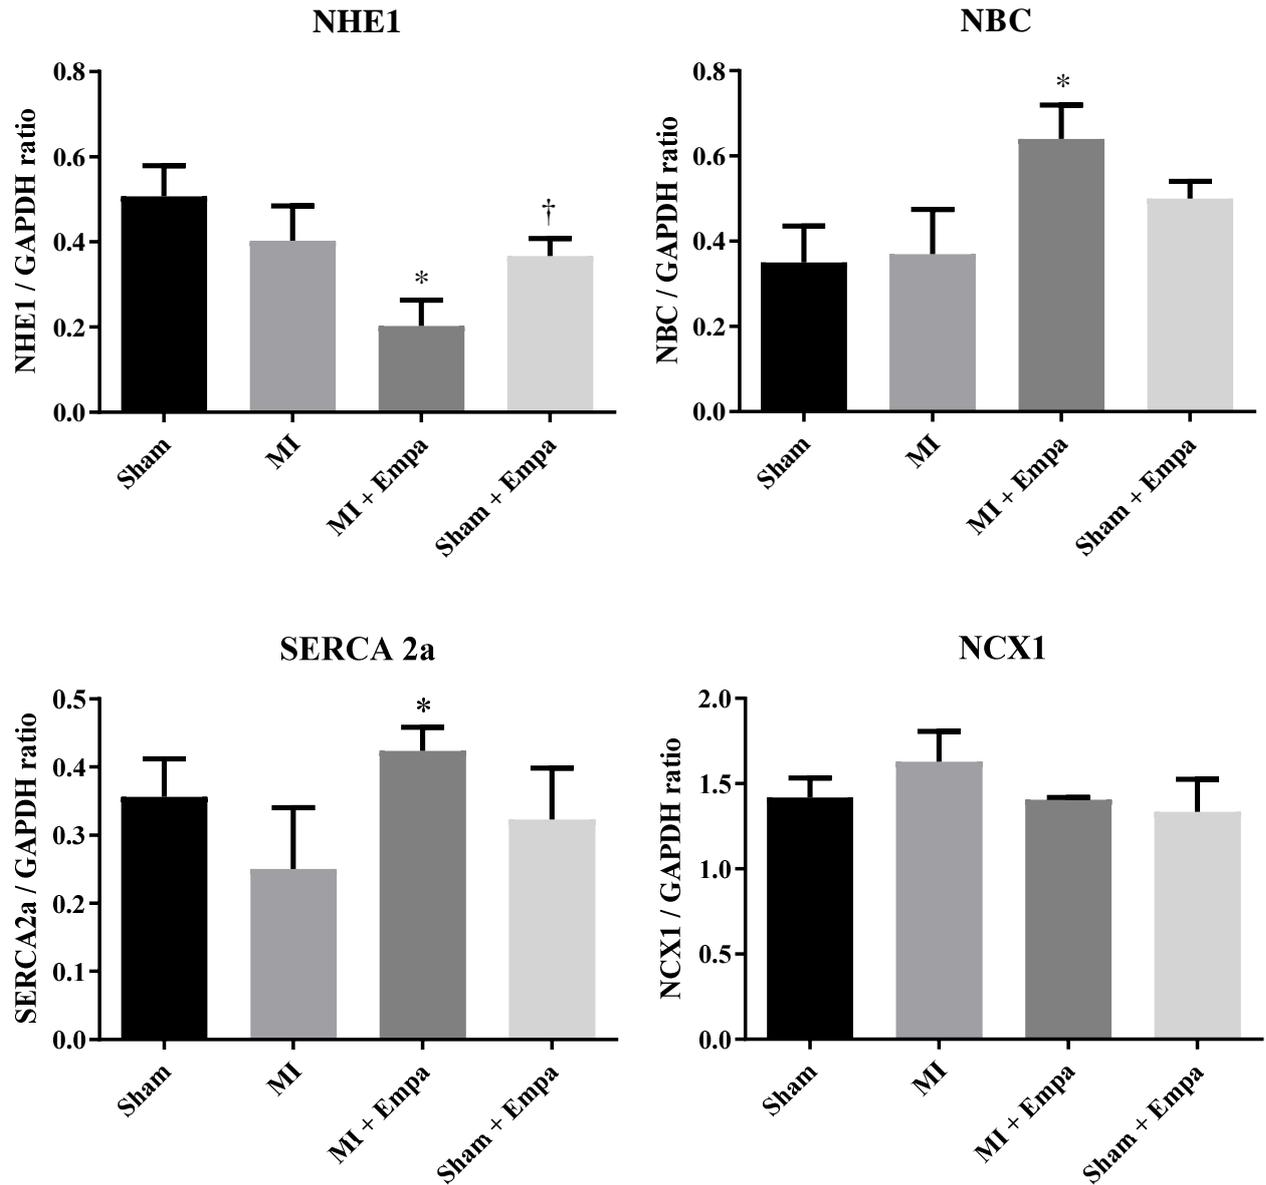 NHE1
NHE1 / GAPDH ratio
0.8
0.6
0.4
0.2
0.0
*
†
Sham
MI
MI + Empa
Sham + Empa
NBC
NBC / GAPDH ratio
0.8
0.6
0.4
0.2
0.0
*
Sham
MI
MI + Empa
Sham + Empa
SERCA 2a
SERCA2a / GAPDH ratio
0.5
0.4
0.3
0.2
0.1
0.0
*
Sham
MI
MI + Empa
Sham + Empa
NCX1
NCX1 / GAPDH ratio
2.0
1.5
1.0
0.5
0.0
Sham
MI
MI + Empa
Sham + Empa